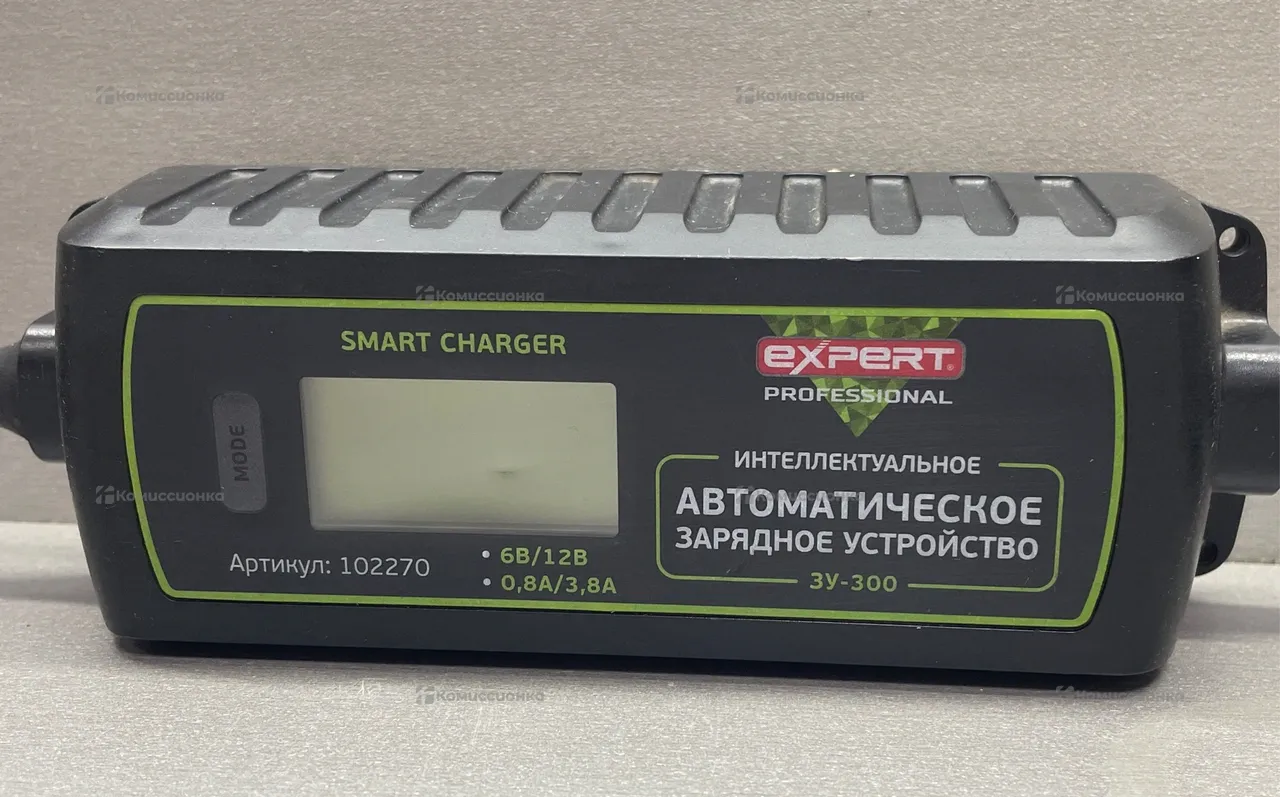 Комиссионка
Комиссионка
Комиссионка
Комиссионка
SMART CHARGER
EXPERT
PROFESSIONAL
MODE
ИНТЕЛЛЕКТУАЛЬНОЕ
АВТОМАТИЧЕСКОЕ
ЗАРЯДНОЕ УСТРОЙСТВО
ЗУ-300
Комиссионка
Комиссионка
Артикул: 102270
• 6В/12В
• 0,8А/3,8А
Комиссионка
Комиссионка